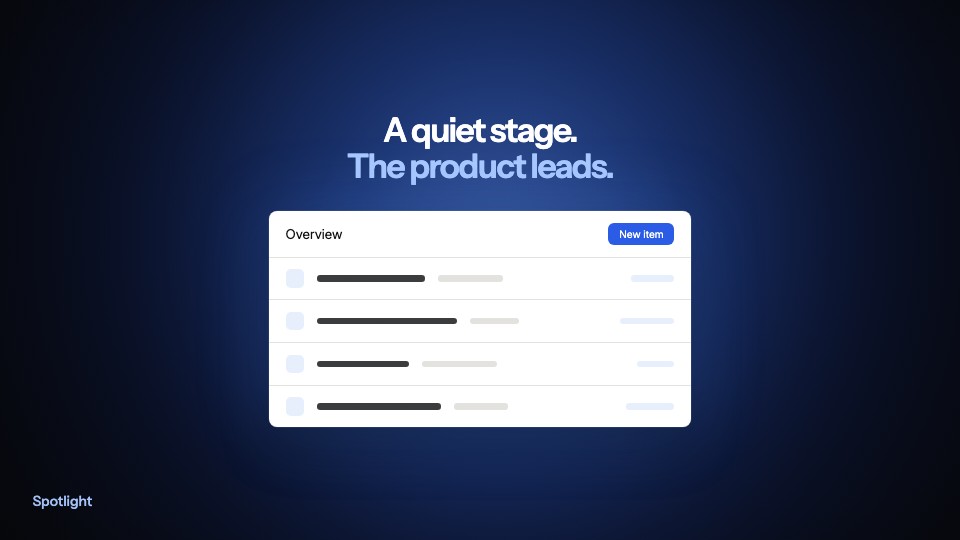 A quiet stage.
The product leads.
Overview
New item
Spotlight